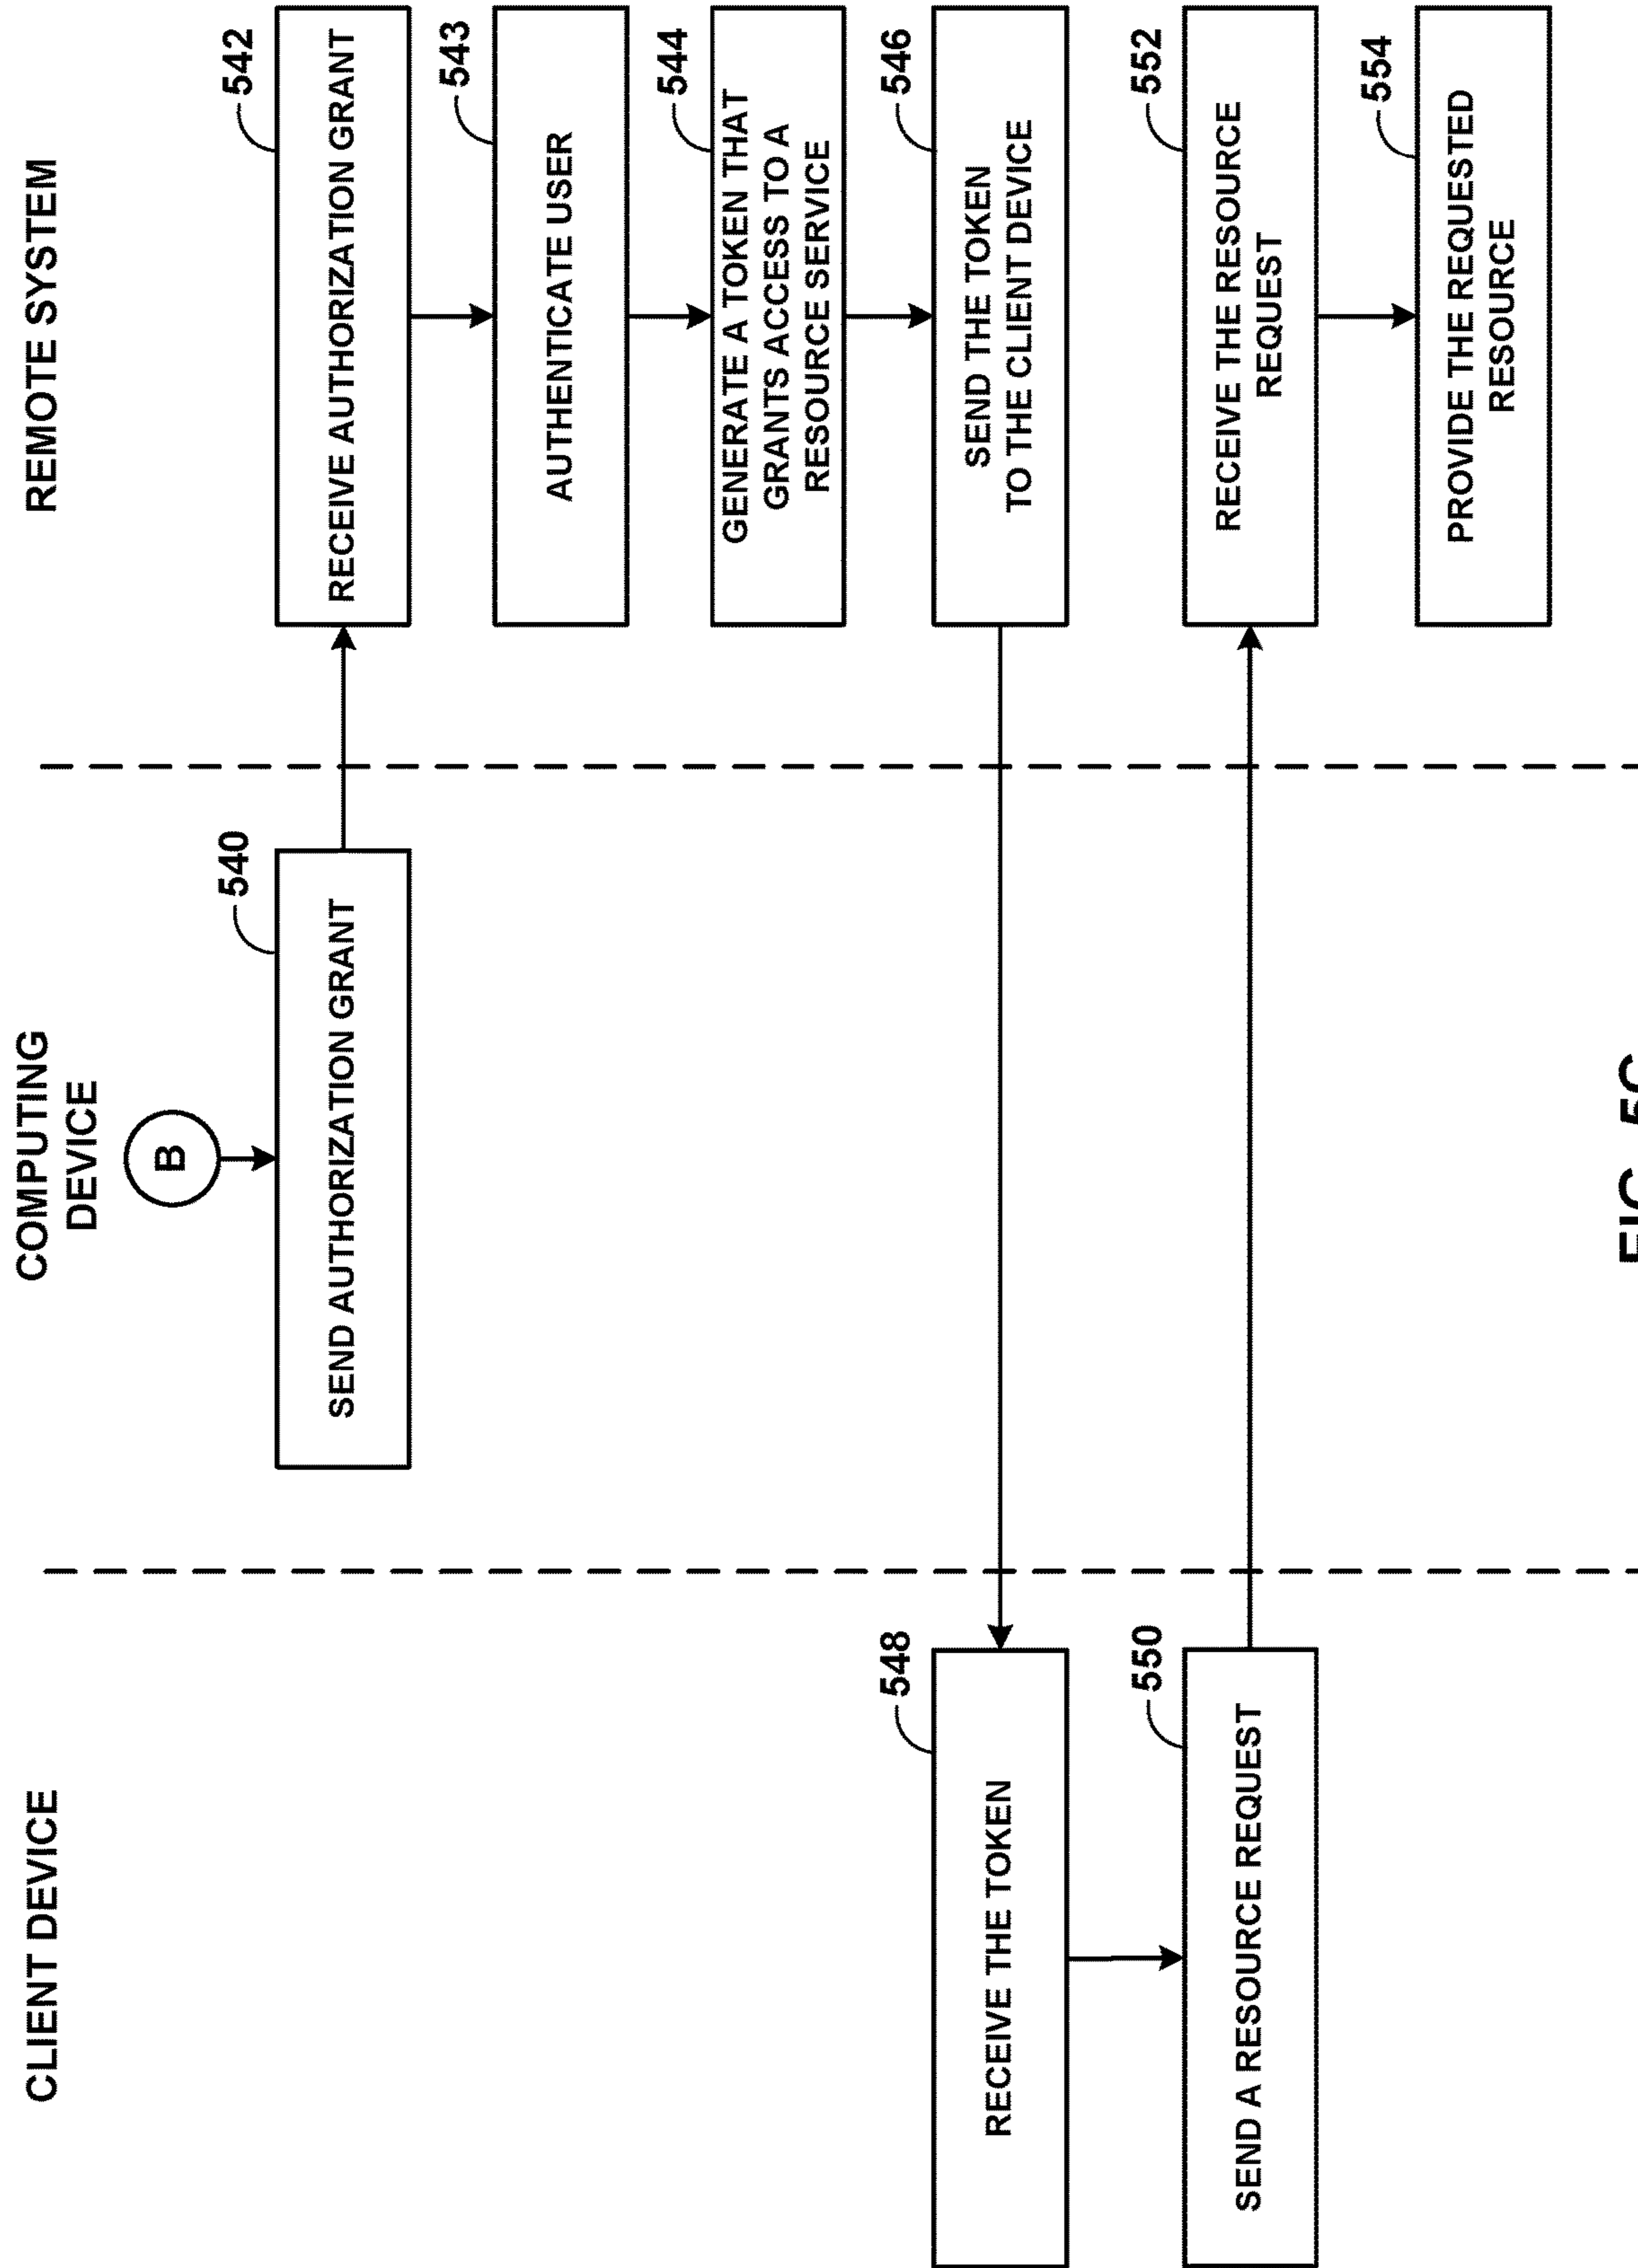 CLIENT DEVICE
COMPUTING
DEVICE
REMOTE SYSTEM
B
540
SEND AUTHORIZATION GRANT
542
RECEIVE AUTHORIZATION GRANT
543
AUTHENTICATE USER
544
GENERATE A TOKEN THAT
GRANTS ACCESS TO A
RESOURCE SERVICE
546
SEND THE TOKEN
TO THE CLIENT DEVICE
548
RECEIVE THE TOKEN
550
SEND A RESOURCE REQUEST
552
RECEIVE THE RESOURCE
REQUEST
554
PROVIDE THE REQUESTED
RESOURCE
FIG. 5C